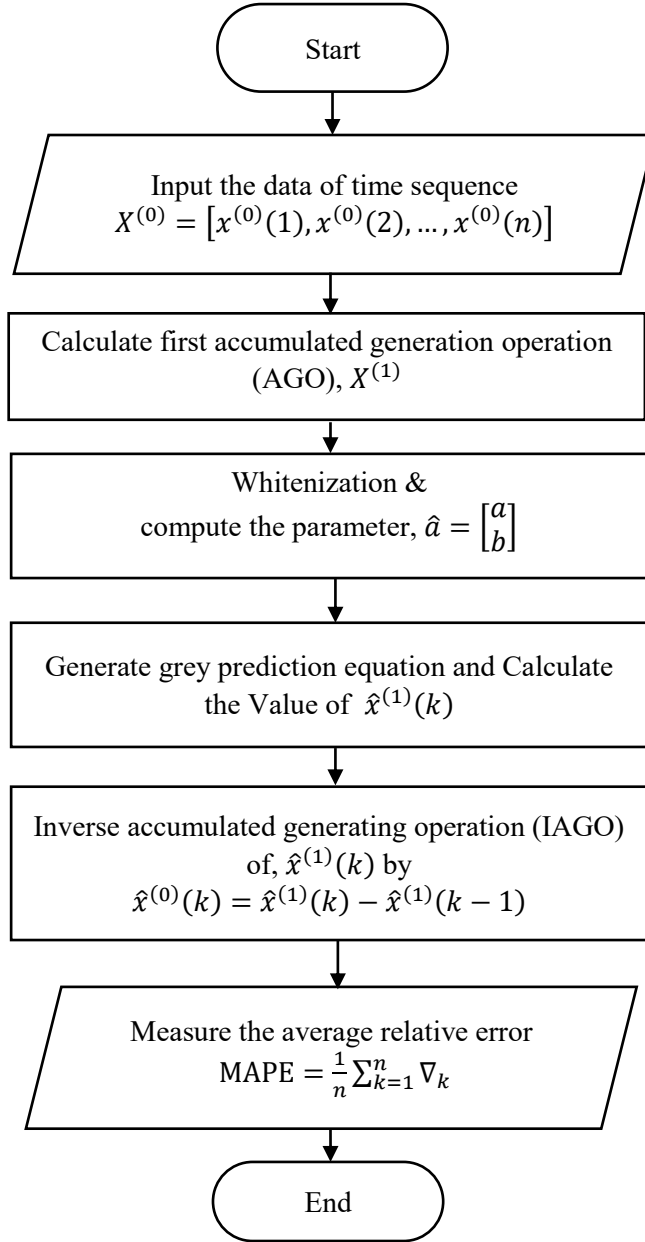 Start
Input the data of time sequence
X^(0) = [x^(0)(1), x^(0)(2), … , x^(0)(n)]
Calculate first accumulated generation operation
(AGO), X^(1)
Whitenization &
compute the parameter, â = [a b]
Generate grey prediction equation and Calculate
the Value of x̂^(1)(k)
Inverse accumulated generating operation (IAGO)
of, x̂^(1)(k) by
x̂^(0)(k) = x̂^(1)(k) − x̂^(1)(k − 1)
Measure the average relative error
MAPE = 1/n ∑_{k=1}^{n} ∇_k
End